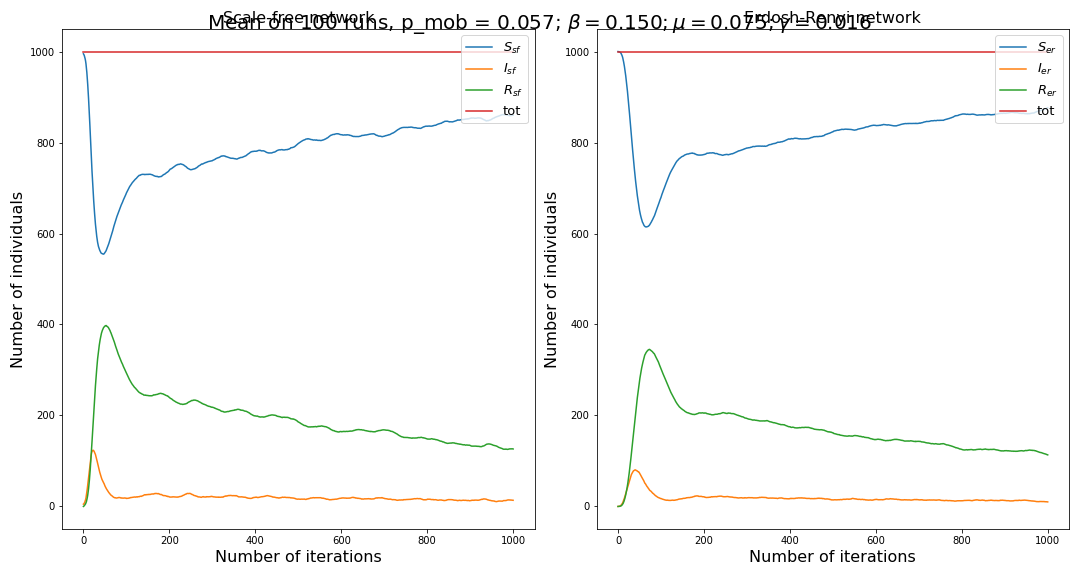 Mean on 100 runs, p_mob = 0.057; β = 0.150; μ = 0.075; γ = 0.016
Scale-free network
Erdosh-Renyi network
1000
800
600
400
200
0
Number of individuals
S_sf
I_sf
R_sf
tot
0
200
400
600
800
1000
Number of iterations
1000
800
600
400
200
0
Number of individuals
S_er
I_er
R_er
tot
0
200
400
600
800
1000
Number of iterations